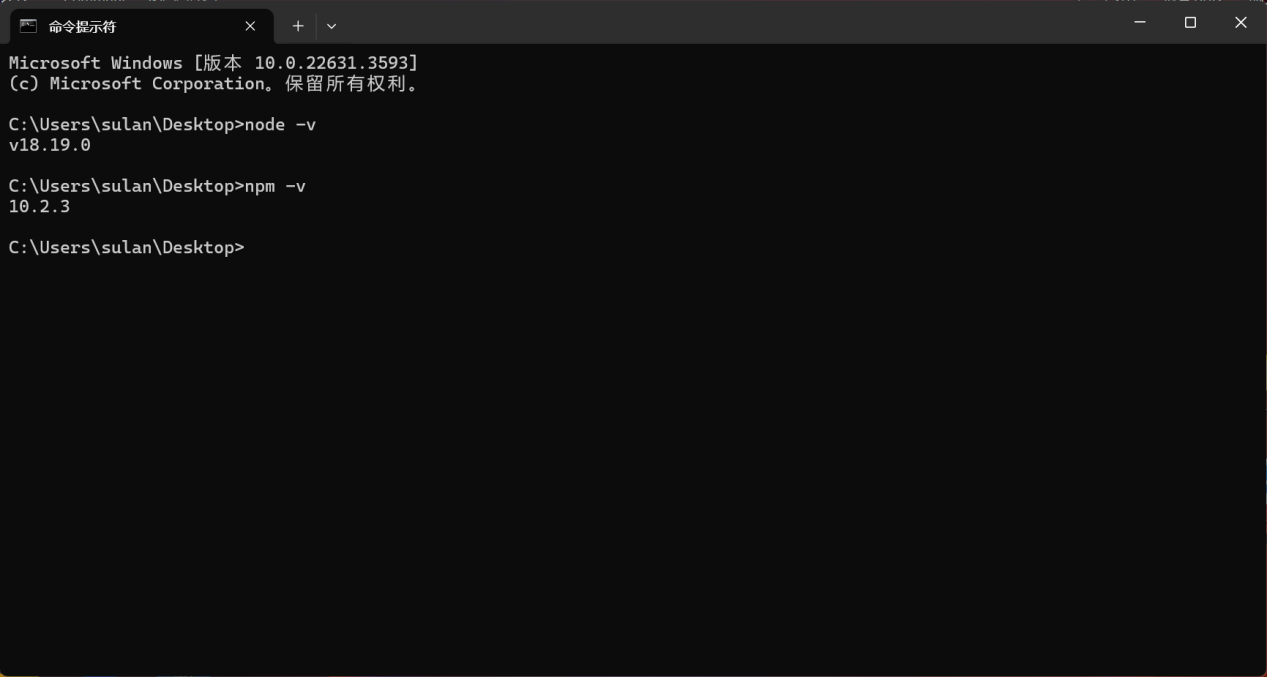 命令提示符
Microsoft Windows [版本 10.0.22631.3593]
(c) Microsoft Corporation。保留所有权利。
C:\Users\sulan\Desktop>node -v
v18.19.0
C:\Users\sulan\Desktop>npm -v
10.2.3
C:\Users\sulan\Desktop>